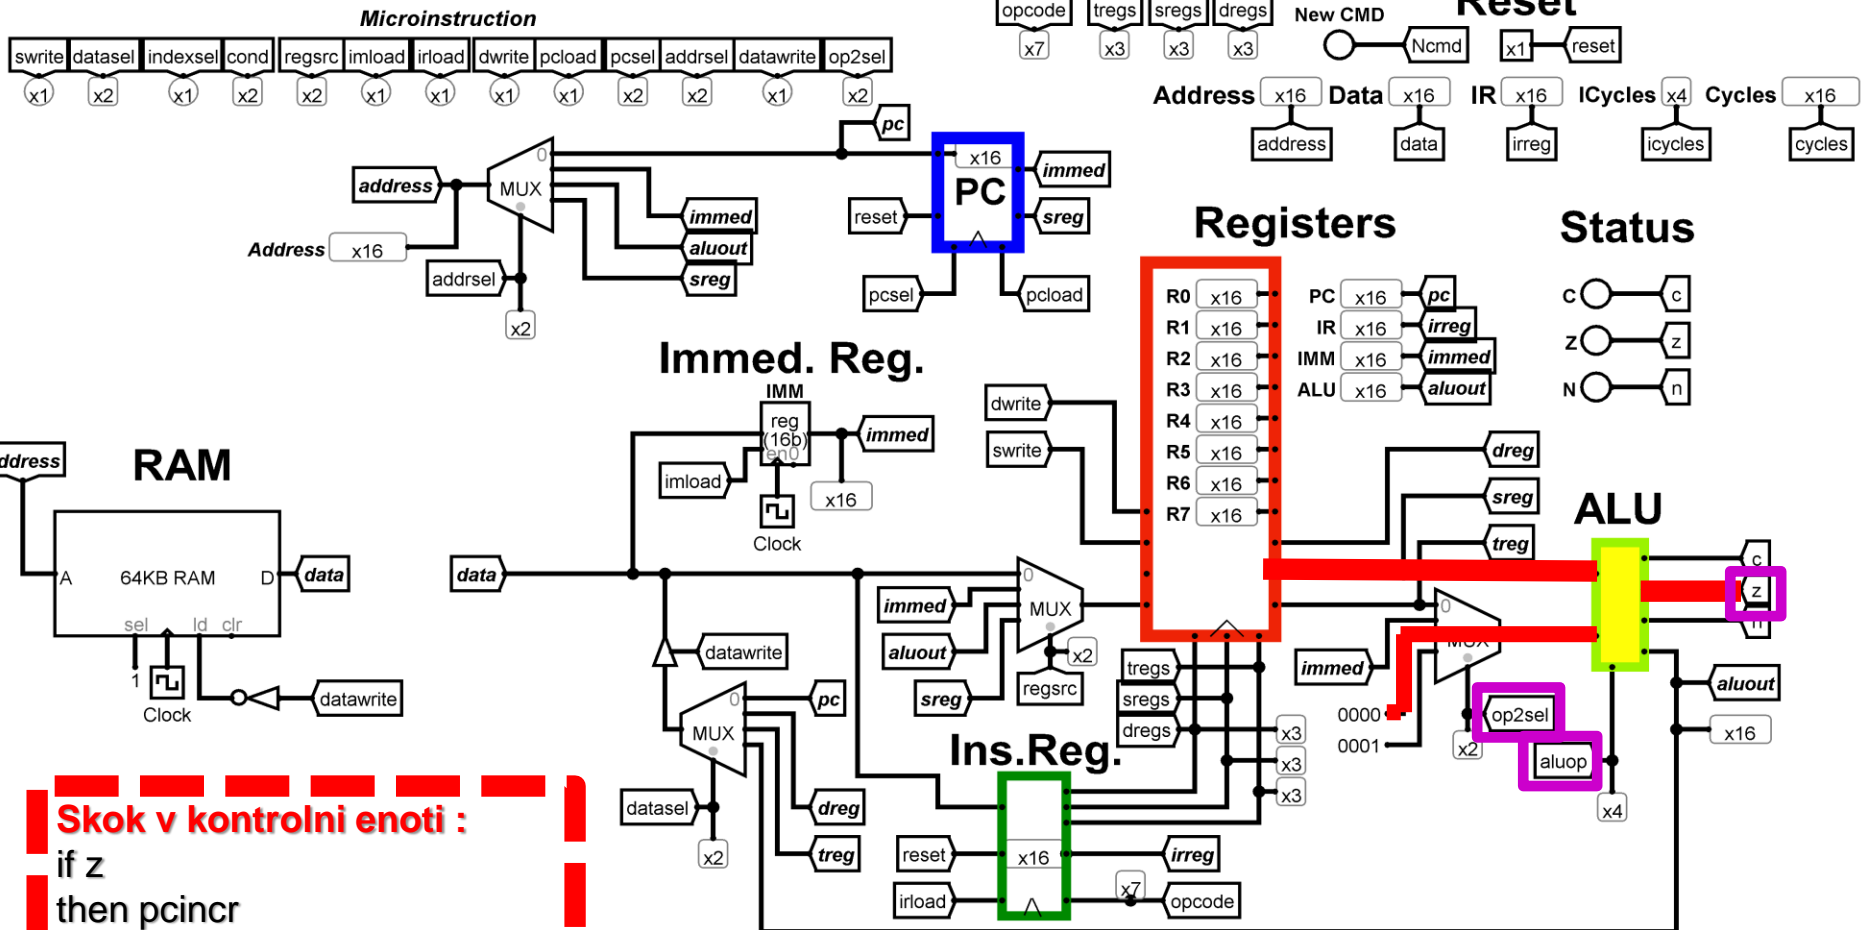 Microinstruction
swrite datasel indexsel cond regsrc imload irload dwrite pcload pcsel addrsel datawrite op2sel
x1 x2 x1 x2 x2 x1 x1 x1 x1 x2 x2 x1 x2
opcode tregs sregs dregs
x7 x3 x3 x3
New CMD
Ncmd
Reset
x1 reset
Address x16 Data x16 IR x16 ICycles x4 Cycles x16
address data irreg icycles cycles
pc
0
MUX
address
Address x16
addrsel
x2
immed
aluout
sreg
x16
PC
immed
sreg
reset
pcsel
pcload
Registers
R0 x16
R1 x16
R2 x16
R3 x16
R4 x16
R5 x16
R6 x16
R7 x16
PC x16 pc
IR x16 irreg
IMM x16 immed
ALU x16 aluout
Status
C c
Z z
N n
Immed. Reg.
IMM
reg
(16b)
en0
immed
imload
x16
Clock
dwrite
swrite
ddress
RAM
A 64KB RAM D
data
sel ld clr
1
Clock
datawrite
data
0
MUX
immed
aluout
sreg
x2
regsrc
datawrite
0
MUX
pc
datasel
x2
dreg
treg
dreg
sreg
treg
ALU
c
z
n
0
MUX
immed
0000
0001
op2sel
x2
aluop
x4
aluout
x16
tregs
sregs
dregs
x3
x3
x3
Ins.Reg.
reset
x16
irreg
irload
x7
opcode
Skok v kontrolni enoti :
if z
then pcincr